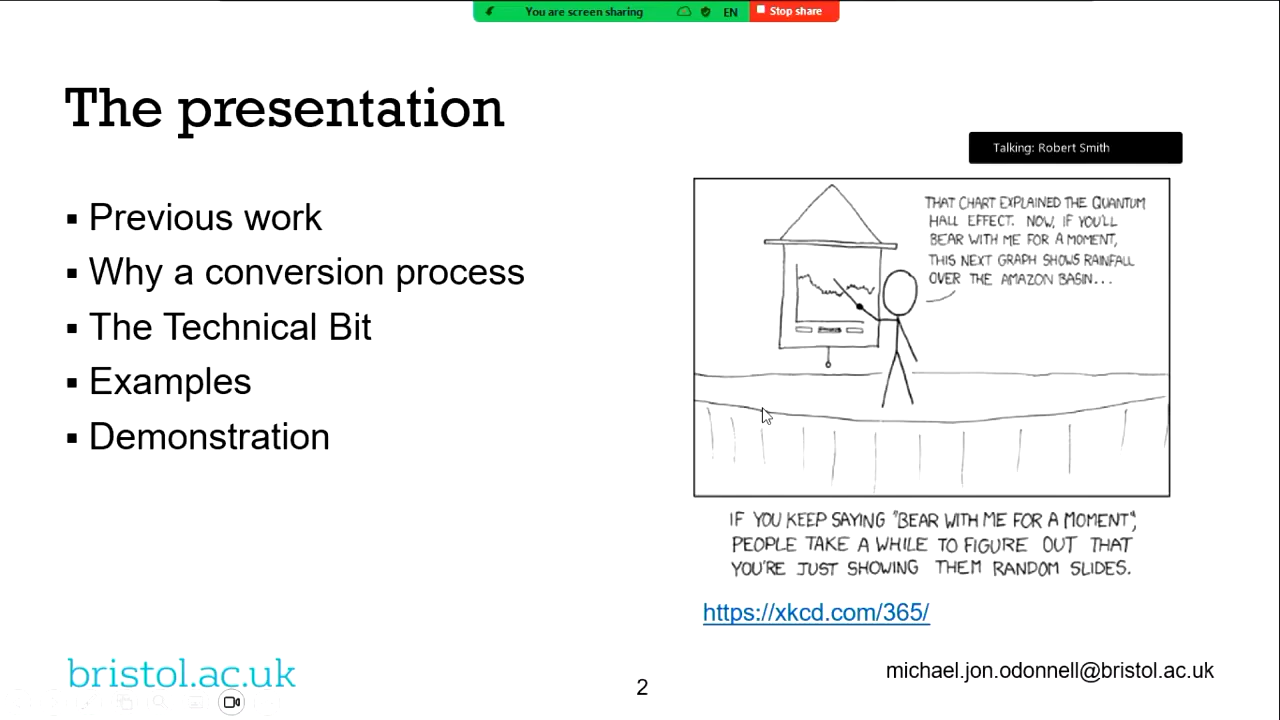 You are screen sharing
EN
Stop share
The presentation
Talking: Robert Smith
▪ Previous work
▪ Why a conversion process
▪ The Technical Bit
▪ Examples
▪ Demonstration
THAT CHART EXPLAINED THE QUANTUM
HALL EFFECT. NOW, IF YOU'LL
BEAR WITH ME FOR A MOMENT,
THIS NEXT GRAPH SHOWS RAINFALL
OVER THE AMAZON BASIN...
IF YOU KEEP SAYING "BEAR WITH ME FOR A MOMENT",
PEOPLE TAKE A WHILE TO FIGURE OUT THAT
YOU'RE JUST SHOWING THEM RANDOM SLIDES.
https://xkcd.com/365/
bristol.ac.uk
2
michael.jon.odonnell@bristol.ac.uk